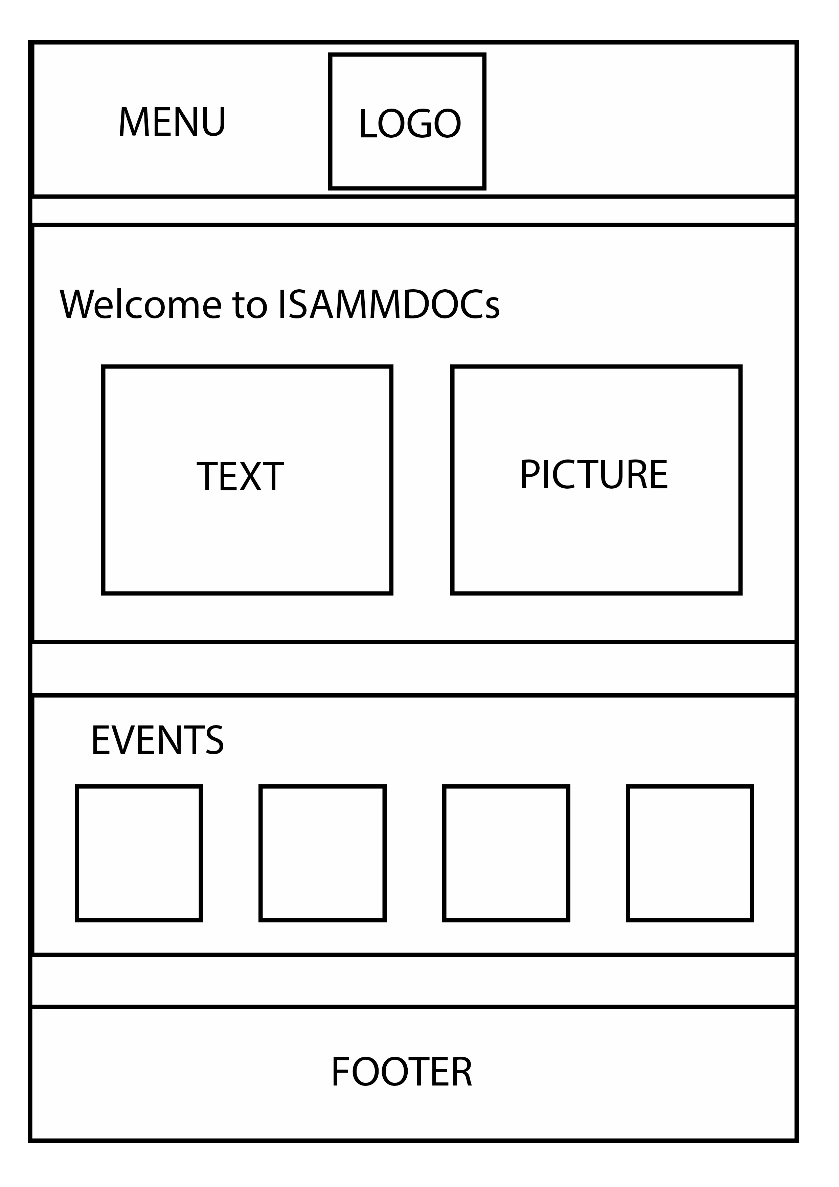 MENU
LOGO
Welcome to ISAMMDOCs
TEXT
PICTURE
EVENTS
FOOTER